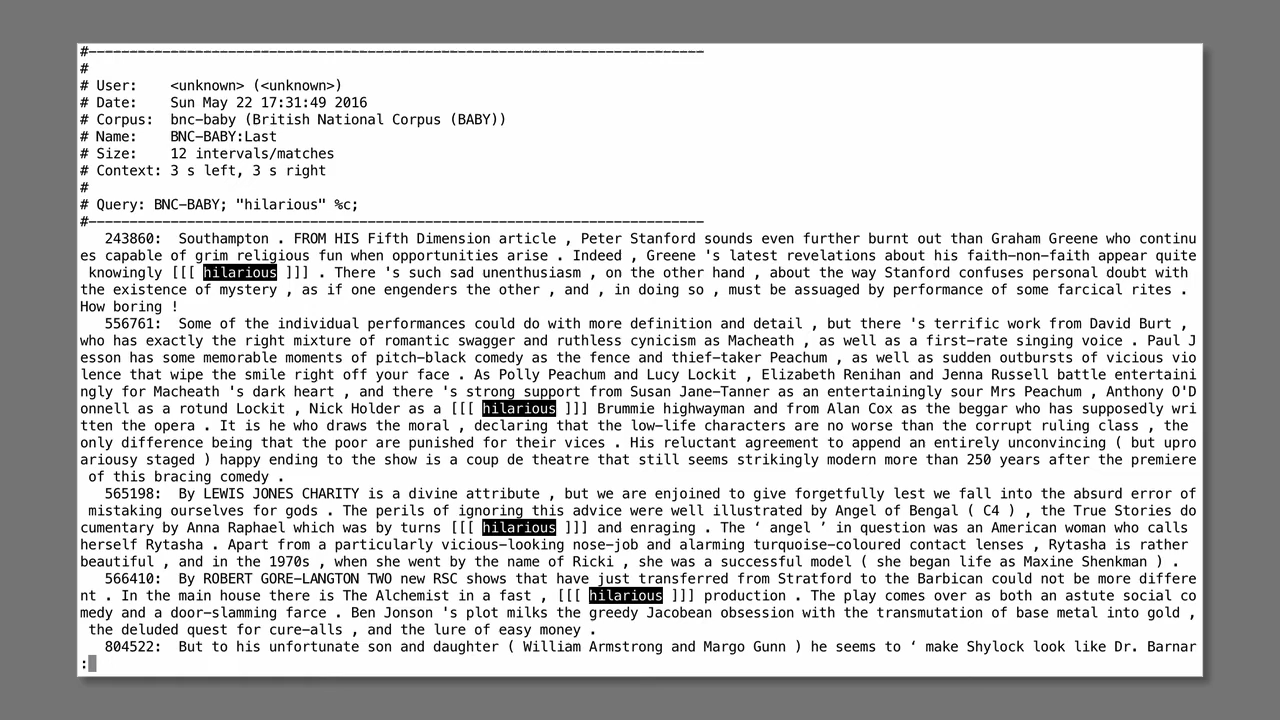 #---------------------------------------------------------------------------
#
# User:    <unknown> (<unknown>)
# Date:    Sun May 22 17:31:49 2016
# Corpus:  bnc-baby (British National Corpus (BABY))
# Name:    BNC-BABY:Last
# Size:    12 intervals/matches
# Context: 3 s left, 3 s right
#
# Query: BNC-BABY; "hilarious" %c;
#---------------------------------------------------------------------------
   243860:  Southampton . FROM HIS Fifth Dimension article , Peter Stanford sounds even further burnt out than Graham Greene who continu
es capable of grim religious fun when opportunities arise . Indeed , Greene 's latest revelations about his faith-non-faith appear quite
 knowingly [[[ hilarious ]]] . There 's such sad unenthusiasm , on the other hand , about the way Stanford confuses personal doubt with
the existence of mystery , as if one engenders the other , and , in doing so , must be assuaged by performance of some farcical rites .
How boring !
   556761:  Some of the individual performances could do with more definition and detail , but there 's terrific work from David Burt ,
who has exactly the right mixture of romantic swagger and ruthless cynicism as Macheath , as well as a first-rate singing voice . Paul J
esson has some memorable moments of pitch-black comedy as the fence and thief-taker Peachum , as well as sudden outbursts of vicious vio
lence that wipe the smile right off your face . As Polly Peachum and Lucy Lockit , Elizabeth Renihan and Jenna Russell battle entertaini
ngly for Macheath 's dark heart , and there 's strong support from Susan Jane-Tanner as an entertainingly sour Mrs Peachum , Anthony O'D
onnell as a rotund Lockit , Nick Holder as a [[[ hilarious ]]] Brummie highwayman and from Alan Cox as the beggar who has supposedly wri
tten the opera . It is he who draws the moral , declaring that the low-life characters are no worse than the corrupt ruling class , the
only difference being that the poor are punished for their vices . His reluctant agreement to append an entirely unconvincing ( but upro
ariousy staged ) happy ending to the show is a coup de theatre that still seems strikingly modern more than 250 years after the premiere
 of this bracing comedy .
   565198:  By LEWIS JONES CHARITY is a divine attribute , but we are enjoined to give forgetfully lest we fall into the absurd error of
 mistaking ourselves for gods . The perils of ignoring this advice were well illustrated by Angel of Bengal ( C4 ) , the True Stories do
cumentary by Anna Raphael which was by turns [[[ hilarious ]]] and enraging . The ‘ angel ’ in question was an American woman who calls
herself Rytasha . Apart from a particularly vicious-looking nose-job and alarming turquoise-coloured contact lenses , Rytasha is rather
beautiful , and in the 1970s , when she went by the name of Ricki , she was a successful model ( she began life as Maxine Shenkman ) .
   566410:  By ROBERT GORE-LANGTON TWO new RSC shows that have just transferred from Stratford to the Barbican could not be more differe
nt . In the main house there is The Alchemist in a fast , [[[ hilarious ]]] production . The play comes over as both an astute social co
medy and a door-slamming farce . Ben Jonson 's plot milks the greedy Jacobean obsession with the transmutation of base metal into gold ,
 the deluded quest for cure-alls , and the lure of easy money .
   804522:  But to his unfortunate son and daughter ( William Armstrong and Margo Gunn ) he seems to ‘ make Shylock look like Dr. Barnar
: